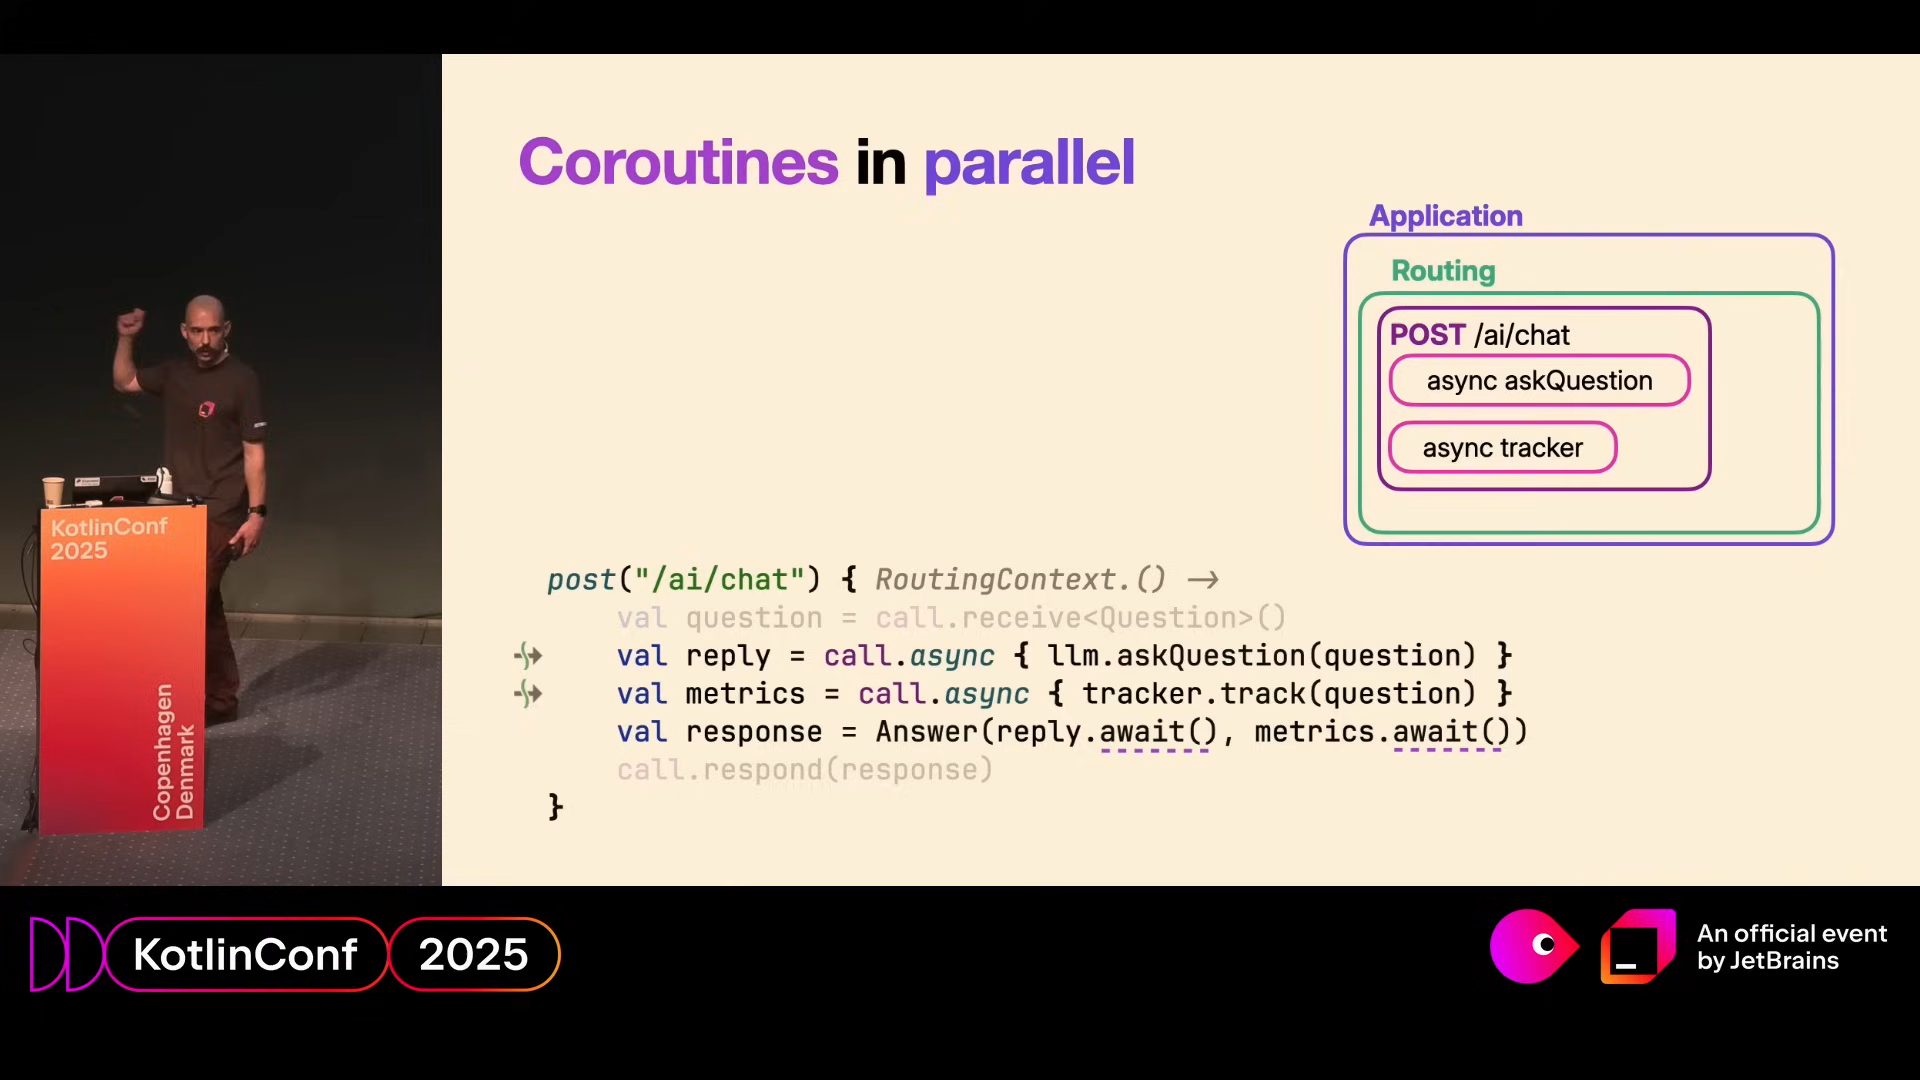 Coroutines in parallel
Application
Routing
POST /ai/chat
async askQuestion
async tracker
post("/ai/chat") { RoutingContext.() →
val question = call.receive<Question>()
val reply = call.async { llm.askQuestion(question) }
val metrics = call.async { tracker.track(question) }
val response = Answer(reply.await(), metrics.await())
call.respond(response)
}
KotlinConf
2025
Copenhagen
Denmark
KotlinConf 2025
An official event
by JetBrains